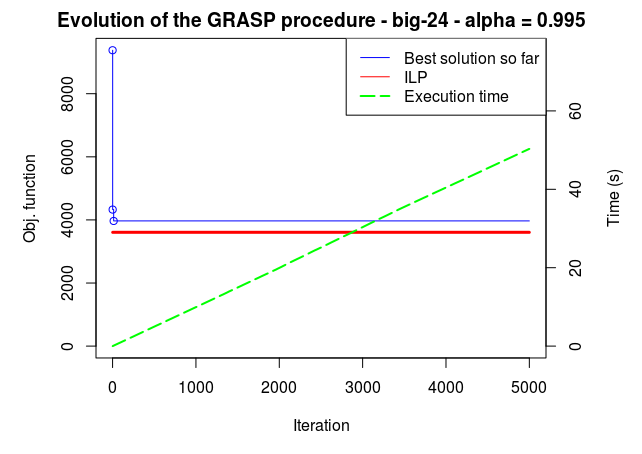 Evolution of the GRASP procedure - big-24 - alpha = 0.995
Best solution so far
ILP
Execution time
Obj. function
0
2000
4000
6000
8000
Time (s)
0
20
40
60
0
1000
2000
3000
4000
5000
Iteration